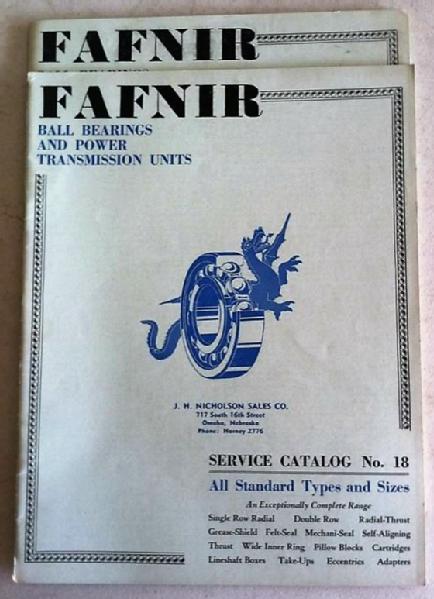 FAFNIR
FAFNIR
BALL BEARINGS
AND POWER
TRANSMISSION UNITS
J. H. NICHOLSON SALES CO.
717 South 16th Street
Omaha, Nebraska
Phone: Harney 2776
SERVICE CATALOG No. 18
All Standard Types and Sizes
An Exceptionally Complete Range
Single Row Radial Double Row Radial-Thrust
Grease-Shield Felt-Seal Mechani-Seal Self-Aligning
Thrust Wide Inner Ring Pillow Blocks Cartridges
Lineshaft Boxes Take-Ups Eccentrics Adapters